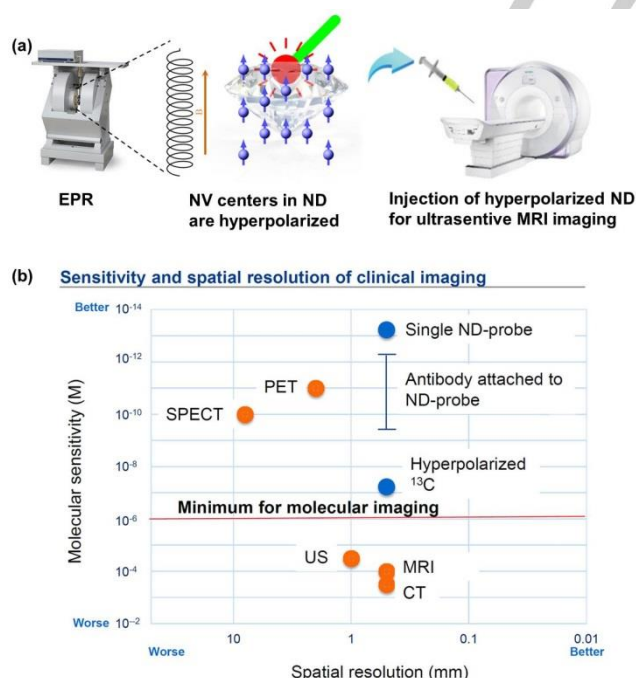 (a)
B
EPR
NV centers in ND
are hyperpolarized
Injection of hyperpolarized ND
for ultrasentive MRI imaging
(b)
Sensitivity and spatial resolution of clinical imaging
Better
10⁻¹⁴
Single ND-probe
10⁻¹²
PET
Antibody attached to
ND-probe
SPECT
10⁻¹⁰
10⁻⁸
Hyperpolarized
¹³C
Minimum for molecular imaging
10⁻⁶
US
MRI
10⁻⁴
CT
Worse
10⁻²
Molecular sensitivity (M)
10
1
0.1
0.01
Worse
Better
Spatial resolution (mm)